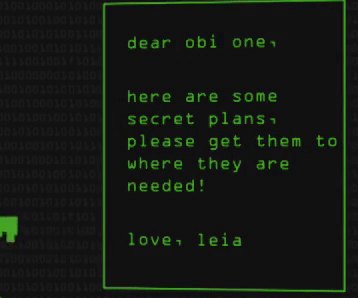 dear obi one,
here are some
secret plans,
please get them to
where they are
needed!
love, leia